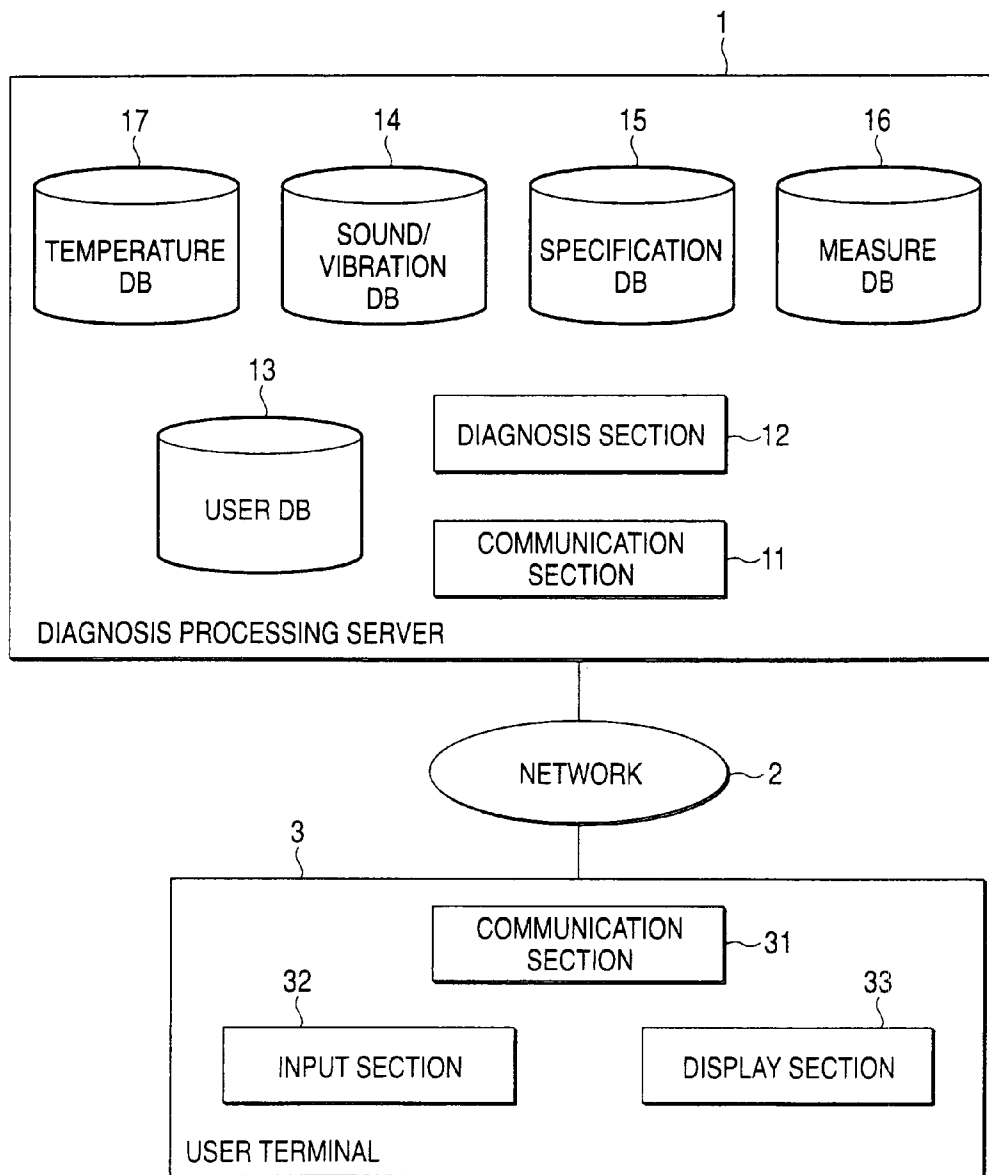 1
17
14
15
16
TEMPERATURE
DB
SOUND/
VIBRATION
DB
SPECIFICATION
DB
MEASURE
DB
13
USER DB
DIAGNOSIS SECTION
12
COMMUNICATION
SECTION
11
DIAGNOSIS PROCESSING SERVER
NETWORK
2
3
COMMUNICATION
SECTION
31
32
INPUT SECTION
33
DISPLAY SECTION
USER TERMINAL